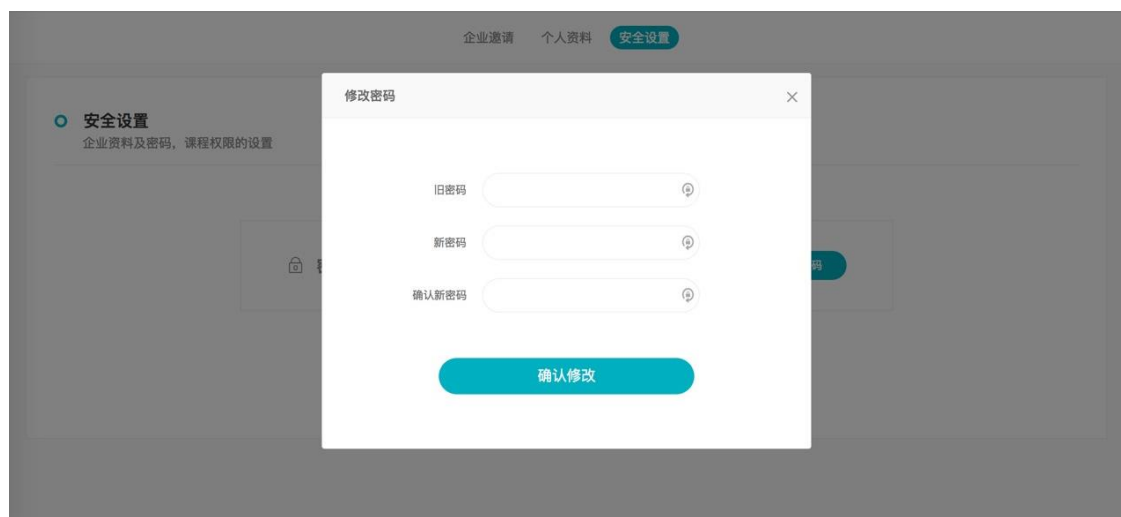 企业邀请 个人资料 安全设置
修改密码
安全设置
企业资料及密码，课程权限的设置
旧密码
新密码
码
确认新密码
确认修改